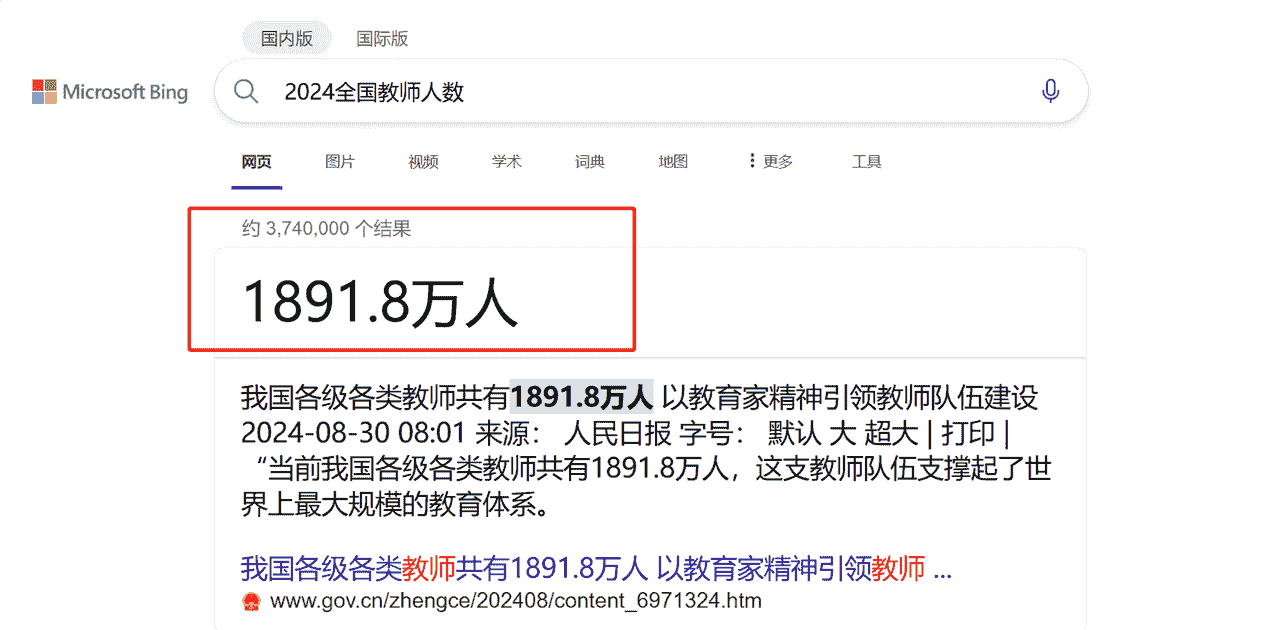 国内版 国际版
Microsoft Bing 2024全国教师人数
网页 图片 视频 学术 词典 地图 更多 工具
约 3,740,000 个结果
1891.8万人
我国各级各类教师共有1891.8万人 以教育家精神引领教师队伍建设
2024-08-30 08:01 来源： 人民日报 字号： 默认 大 超大 | 打印 |
“当前我国各级各类教师共有1891.8万人，这支教师队伍支撑起了世
界上最大规模的教育体系。
我国各级各类教师共有1891.8万人 以教育家精神引领教师 ...
www.gov.cn/zhengce/202408/content_6971324.htm